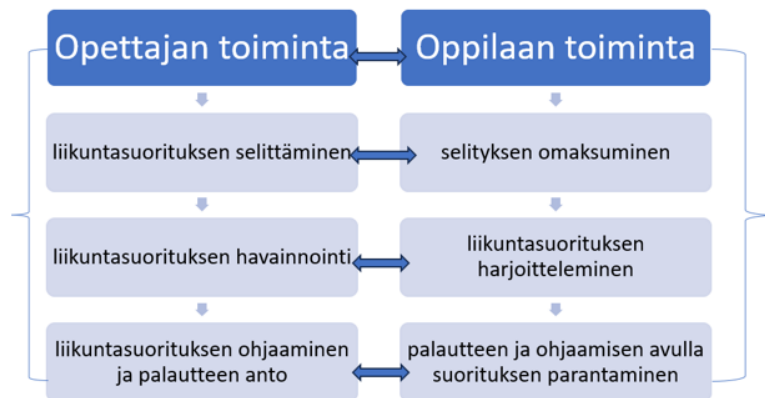 Opettajan toiminta
Oppilaan toiminta
liikuntasuorituksen selittäminen
selityksen omaksuminen
liikuntasuorituksen havainnointi
liikuntasuorituksen
harjoitteleminen
liikuntasuorituksen ohjaaminen
ja palautteen anto
palautteen ja ohjaamisen avulla
suorituksen parantaminen